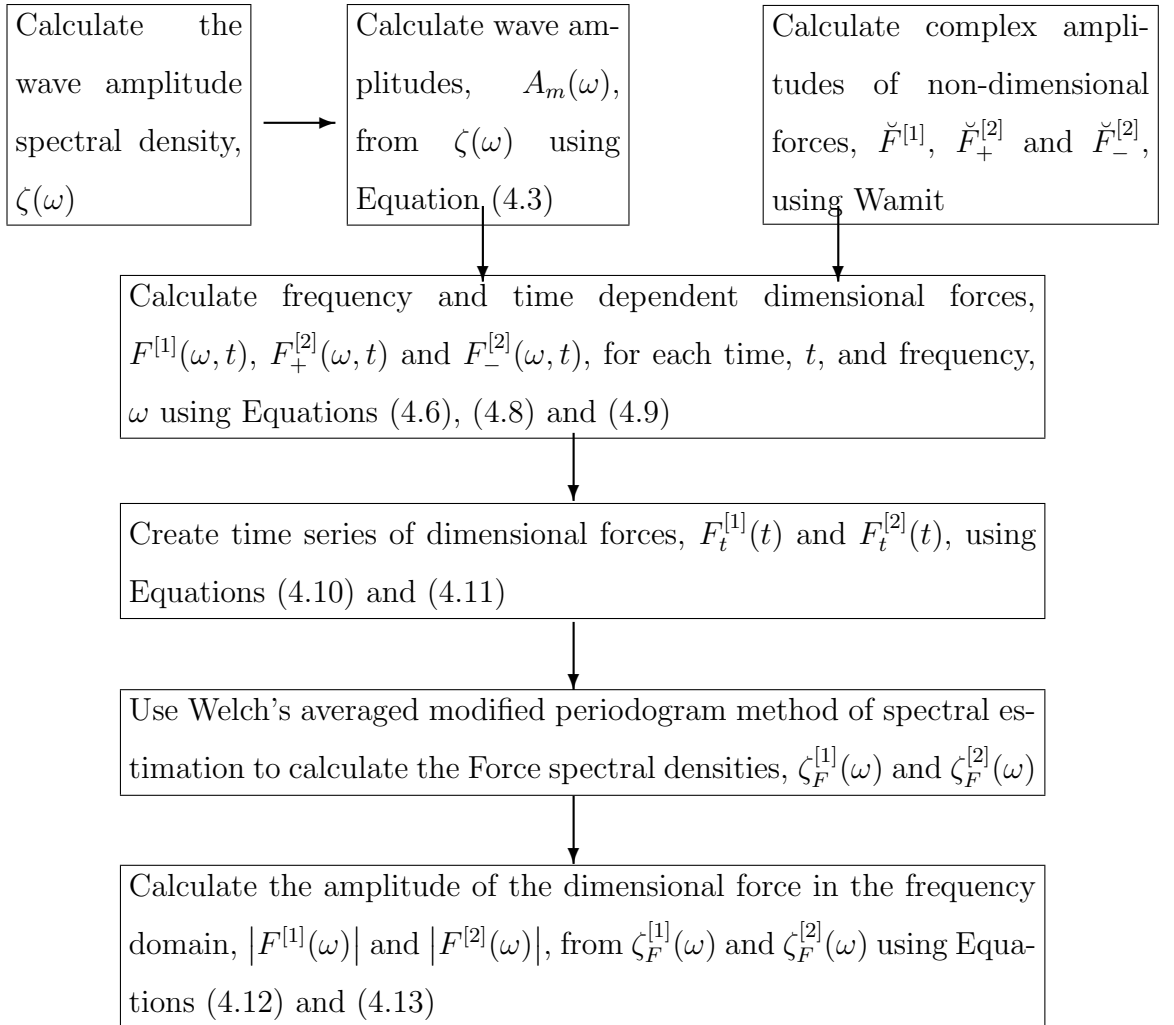 Calculate the
wave amplitude
spectral density,
ζ(ω)
Calculate wave am-
plitudes, A_m(ω),
from ζ(ω) using
Equation (4.3)
Calculate complex ampli-
tudes of non-dimensional
forces, F̆^[1], F̆_+^[2] and F̆_-^[2],
using Wamit
Calculate frequency and time dependent dimensional forces,
F^[1](ω, t), F_+^[2](ω, t) and F_-^[2](ω, t), for each time, t, and frequency,
ω using Equations (4.6), (4.8) and (4.9)
Create time series of dimensional forces, F_t^[1](t) and F_t^[2](t), using
Equations (4.10) and (4.11)
Use Welch's averaged modified periodogram method of spectral es-
timation to calculate the Force spectral densities, ζ_F^[1](ω) and ζ_F^[2](ω)
Calculate the amplitude of the dimensional force in the frequency
domain, |F^[1](ω)| and |F^[2](ω)|, from ζ_F^[1](ω) and ζ_F^[2](ω) using Equa-
tions (4.12) and (4.13)